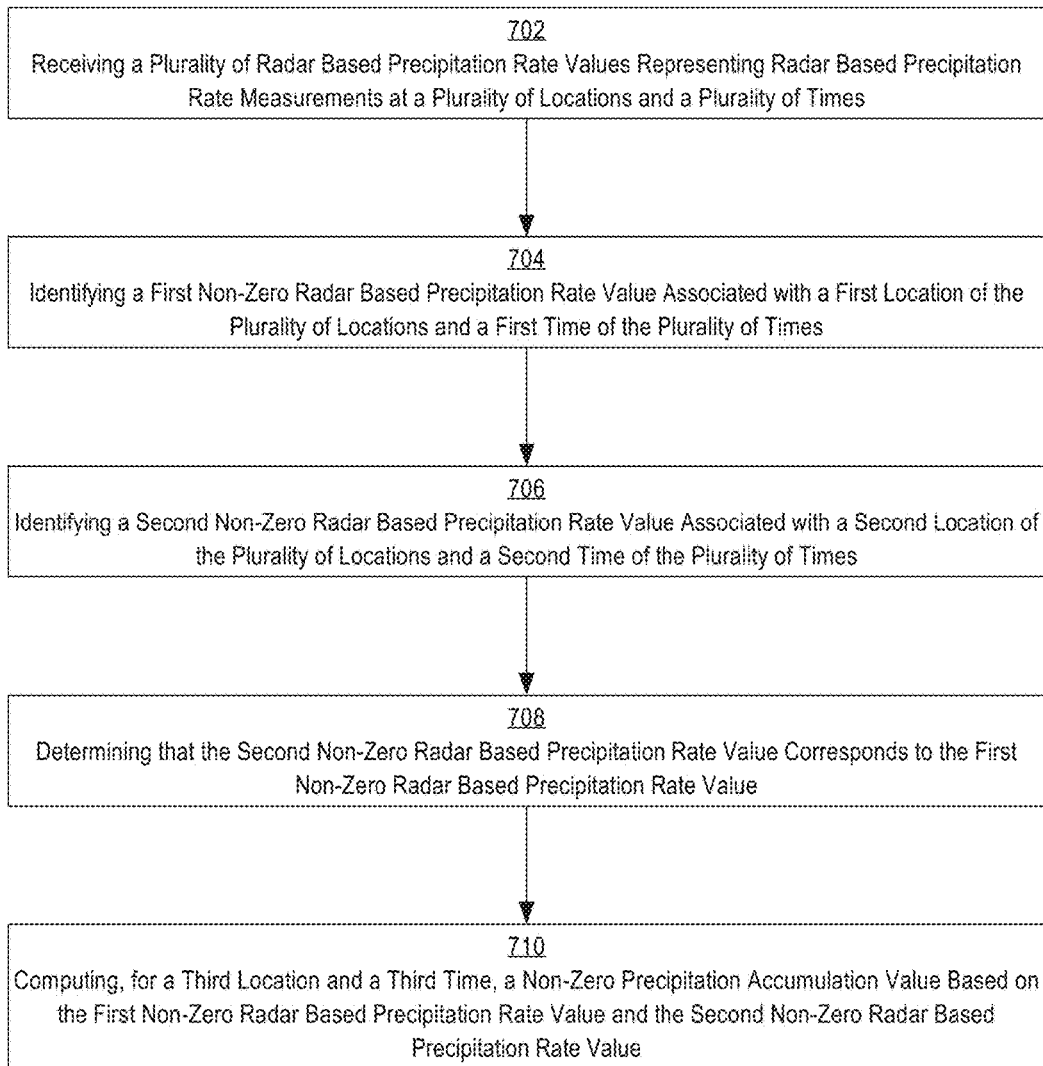 702
Receiving a Plurality of Radar Based Precipitation Rate Values Representing Radar Based Precipitation
Rate Measurements at a Plurality of Locations and a Plurality of Times
704
Identifying a First Non-Zero Radar Based Precipitation Rate Value Associated with a First Location of the
Plurality of Locations and a First Time of the Plurality of Times
706
Identifying a Second Non-Zero Radar Based Precipitation Rate Value Associated with a Second Location of
the Plurality of Locations and a Second Time of the Plurality of Times
708
Determining that the Second Non-Zero Radar Based Precipitation Rate Value Corresponds to the First
Non-Zero Radar Based Precipitation Rate Value
710
Computing, for a Third Location and a Third Time, a Non-Zero Precipitation Accumulation Value Based on
the First Non-Zero Radar Based Precipitation Rate Value and the Second Non-Zero Radar Based
Precipitation Rate Value